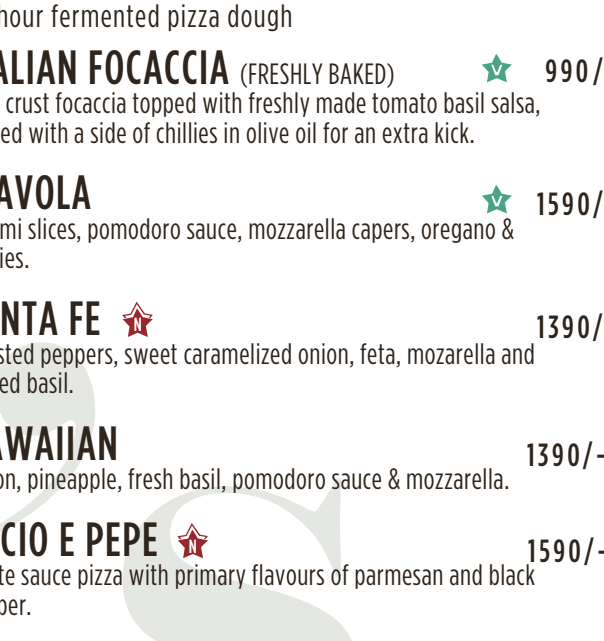 hour fermented pizza dough
ALIAN FOCACCIA (FRESHLY BAKED) V 990/
crust focaccia topped with freshly made tomato basil salsa,
ed with a side of chillies in olive oil for an extra kick.
AVOLA V 1590/
mi slices, pomodoro sauce, mozzarella capers, oregano &
ies.
NTA FE N 1390/
sted peppers, sweet caramelized onion, feta, mozarella and
ed basil.
AWAIIAN 1390/-
on, pineapple, fresh basil, pomodoro sauce & mozzarella.
CIO E PEPE N 1590/-
te sauce pizza with primary flavours of parmesan and black
per.